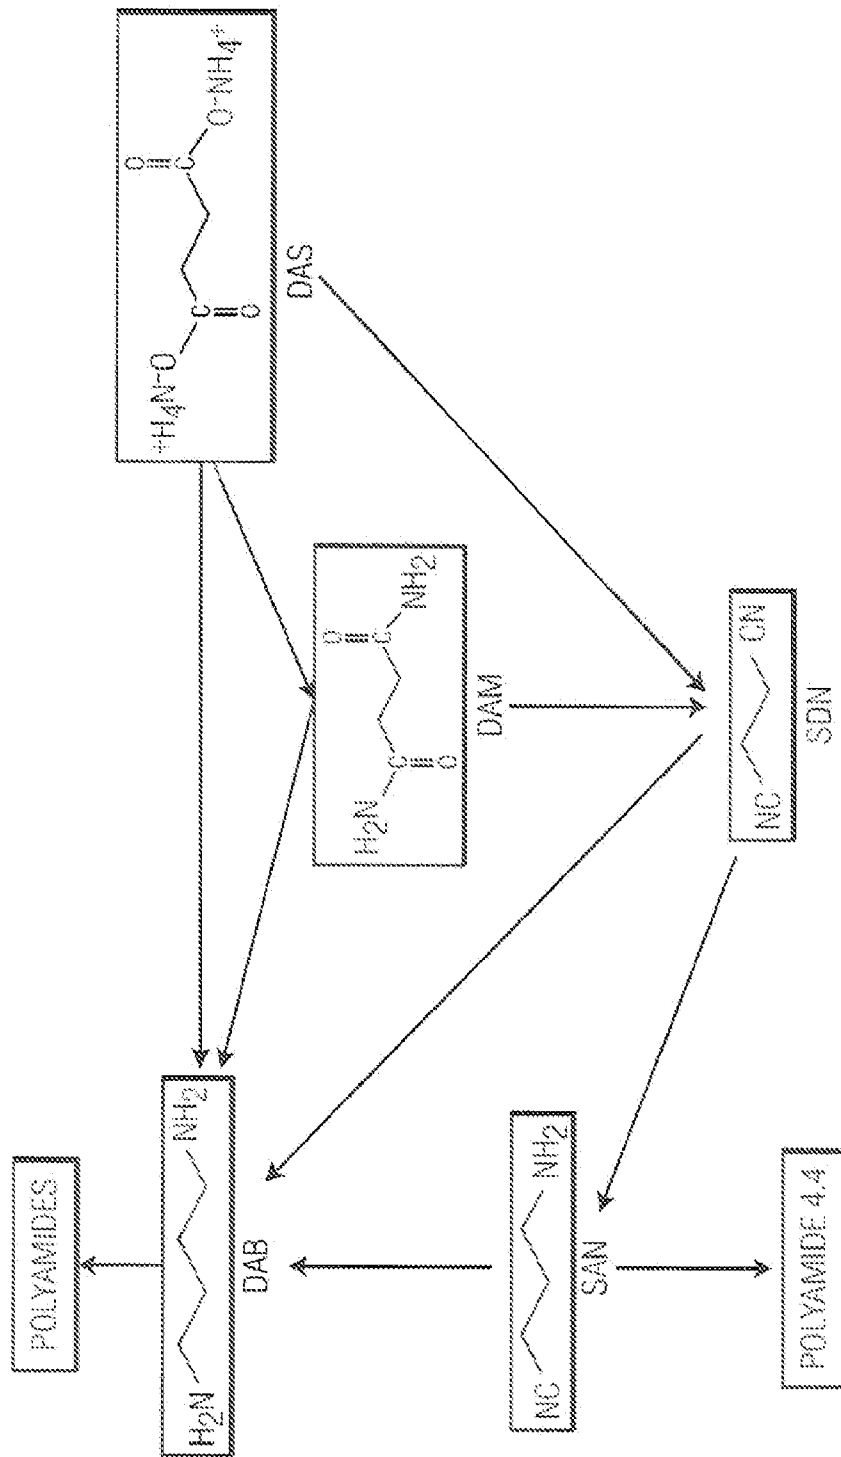 POLYAMIDES
H2N NH2
DAB
+H4N-O C O C O O-NH4+
DAS
H2N C O C O NH2
DAM
NC NH2
SAN
NC CN
SDN
POLYAMIDE 4.4